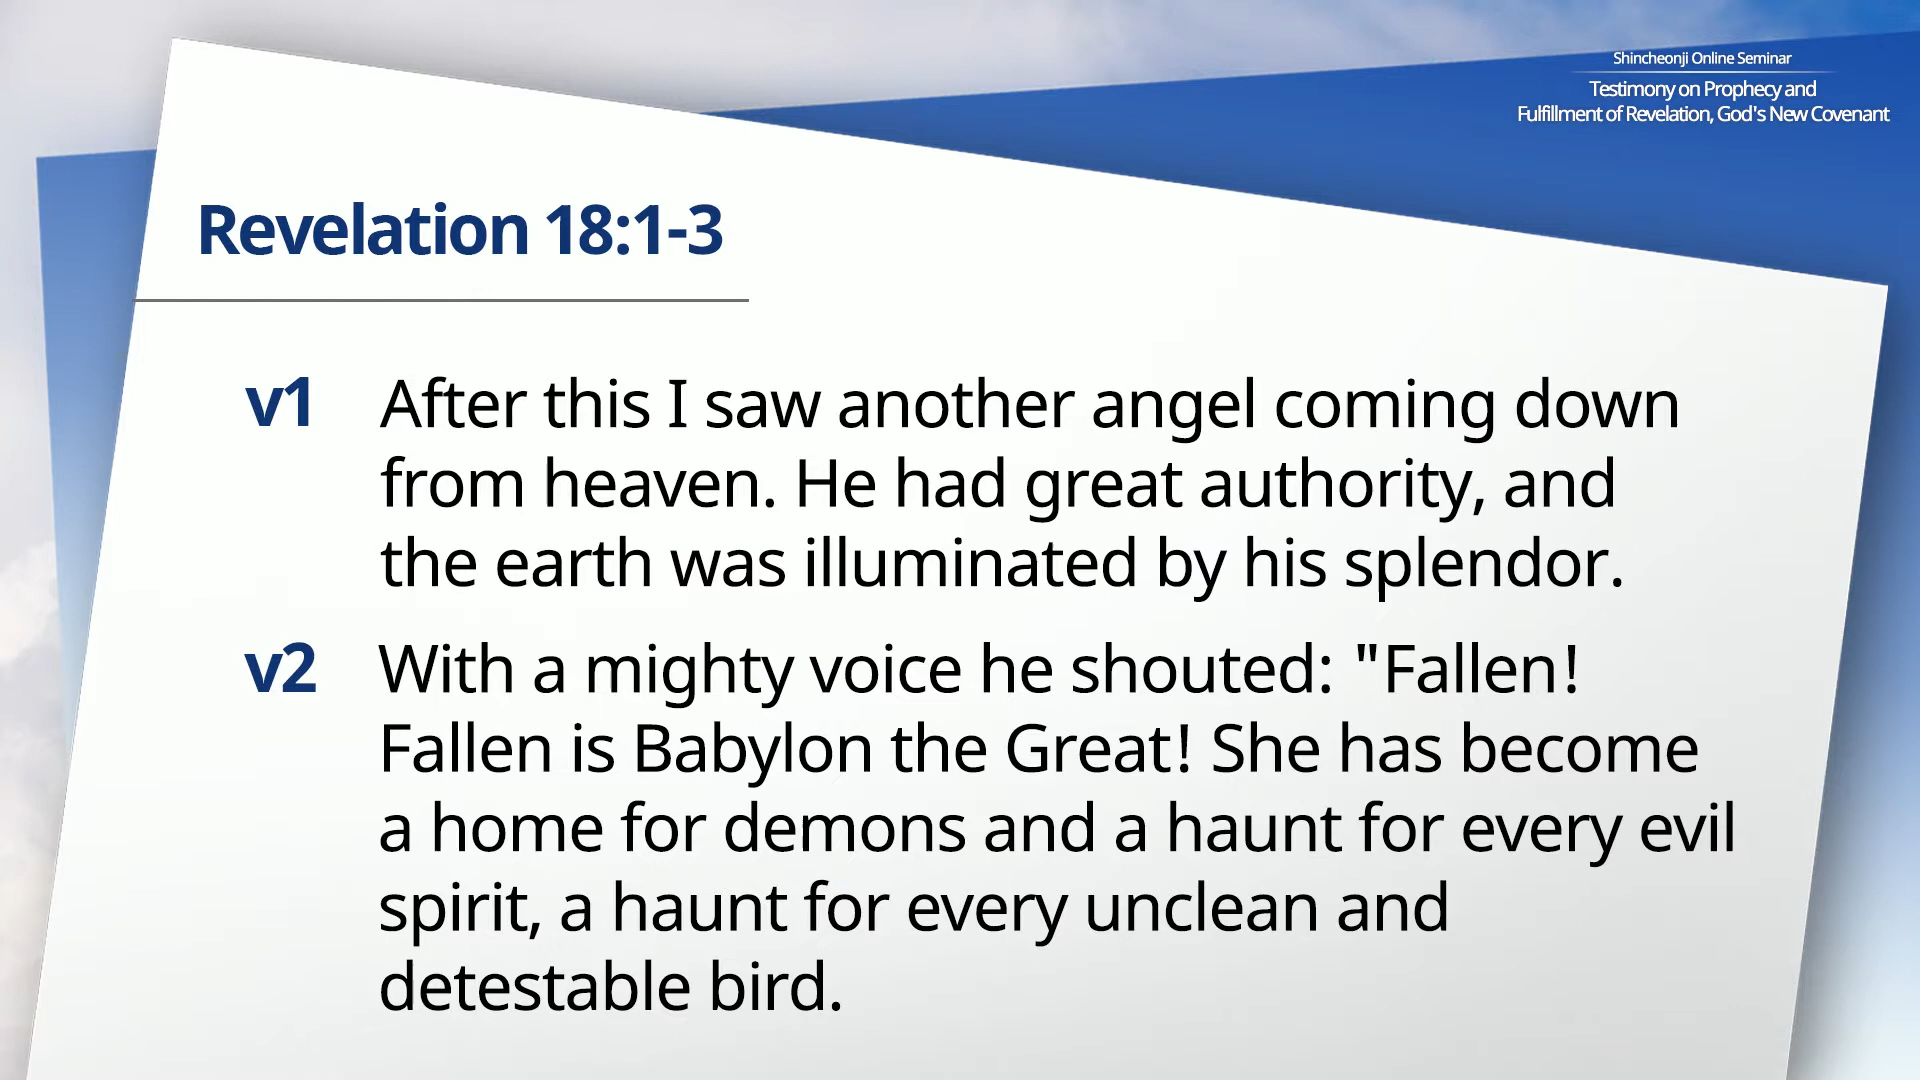 Shincheonji Online Seminar
Testimony on Prophecy and
Fulfillment of Revelation, God's New Covenant
Revelation 18:1-3
v1 After this I saw another angel coming down
from heaven. He had great authority, and
the earth was illuminated by his splendor.
v2 With a mighty voice he shouted: "Fallen!
Fallen is Babylon the Great! She has become
a home for demons and a haunt for every evil
spirit, a haunt for every unclean and
detestable bird.